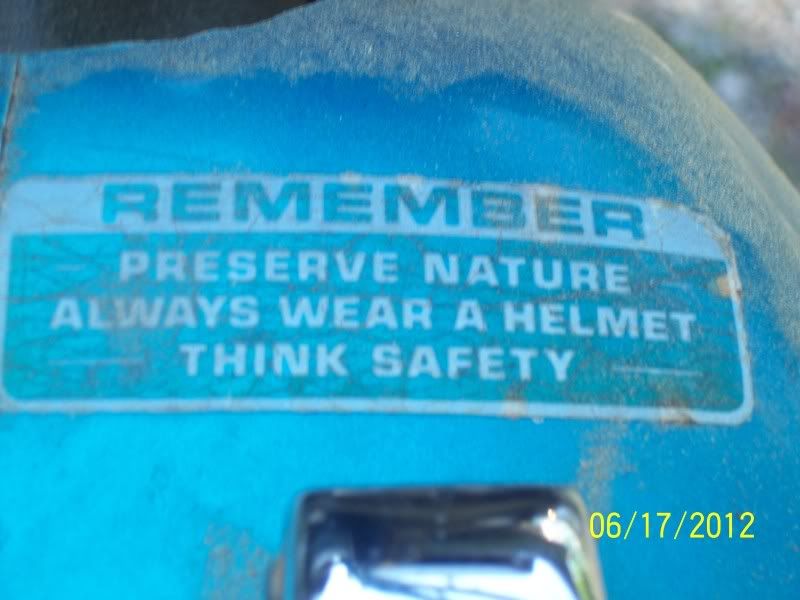 REMEMBER
PRESERVE NATURE
ALWAYS WEAR A HELMET
THINK SAFETY
06/17/2012